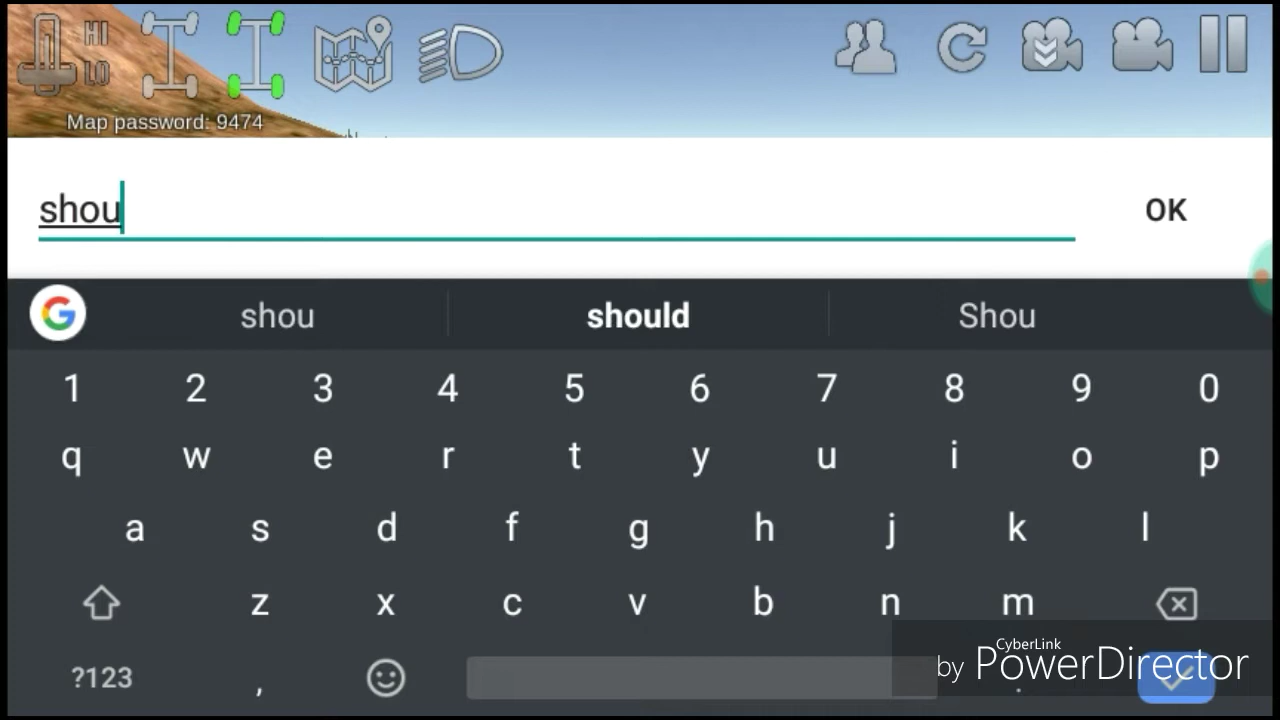 HI
LO
Map password: 9474
shou
OK
G shou should Shou
1 2 3 4 5 6 7 8 9 0
q w e r t y u i o p
a s d f g h j k l
z x c v b n m
?123 , .
CyberLink
by PowerDirector